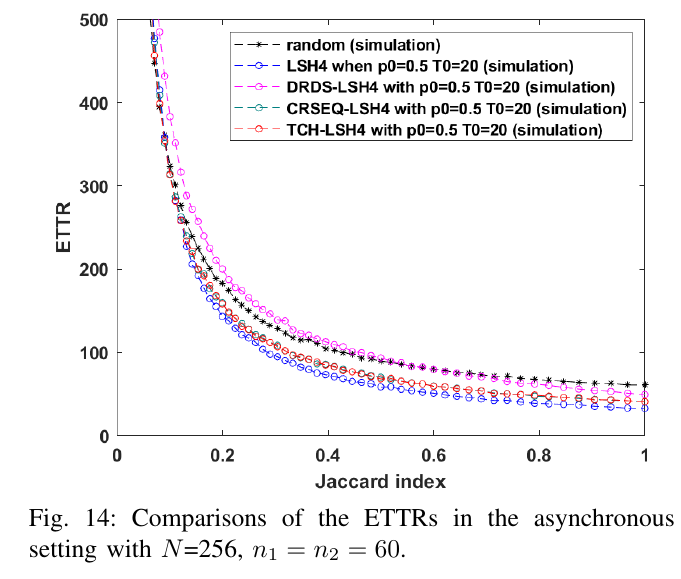 500
400
300
200
100
0
ETTR
random (simulation)
LSH4 when p0=0.5 T0=20 (simulation)
DRDS-LSH4 with p0=0.5 T0=20 (simulation)
CRSEQ-LSH4 with p0=0.5 T0=20 (simulation)
TCH-LSH4 with p0=0.5 T0=20 (simulation)
0 0.2 0.4 0.6 0.8 1
Jaccard index
Fig. 14: Comparisons of the ETTRs in the asynchronous
setting with N=256, n₁ = n₂ = 60.